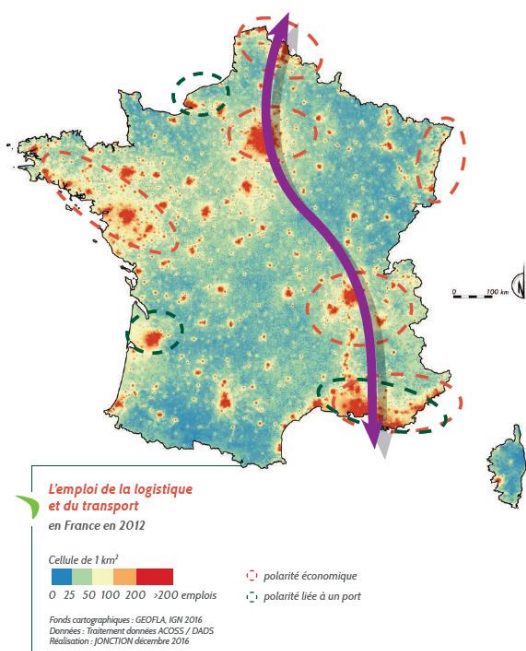 N
0 100 km
L'emploi de la logistique
et du transport
en France en 2012
Cellule de 1 km²
0 25 50 100 200 >200 emplois
polarité économique
polarité liée à un port
Fonds cartographiques : GEOFLA, IGN 2016
Données : Traitement données ACOSS / DADS
Réalisation : JONCTION décembre 2016